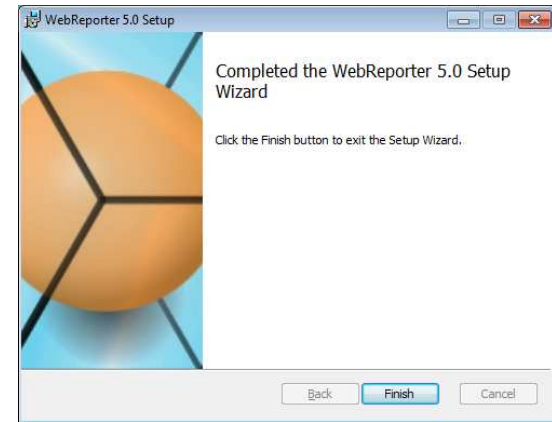 WebReporter 5.0 Setup
Completed the WebReporter 5.0 Setup
Wizard
Click the Finish button to exit the Setup Wizard.
Back
Finish
Cancel